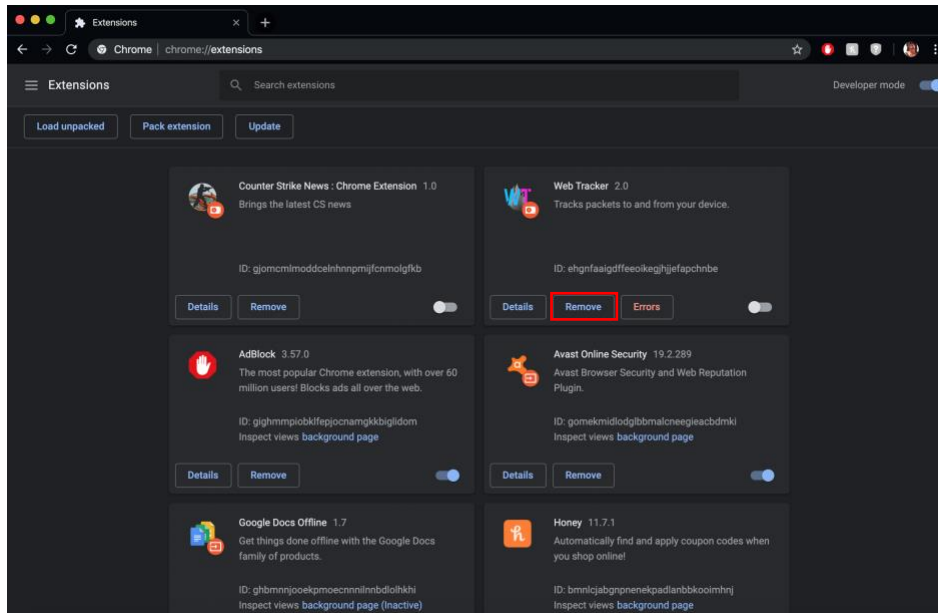 Extensions
Chrome | chrome://extensions
Extensions
Search extensions
Developer mode
Load unpacked
Pack extension
Update
Counter Strike News : Chrome Extension 1.0
Brings the latest CS news
ID: gjomcmlmoddcelnhnnpmijfcnmolgfkb
Details
Remove
Web Tracker 2.0
Tracks packets to and from your device.
ID: ehgnfaaigdffeeoikegjhjjefapchnbe
Details
Remove
Errors
AdBlock 3.57.0
The most popular Chrome extension, with over 60
million users! Blocks ads all over the web.
ID: gighmmpiobklfepjocnamgkkbiglidom
Inspect views background page
Details
Remove
Avast Online Security 19.2.289
Avast Browser Security and Web Reputation
Plugin.
ID: gomekmidlodglbbmalcneegieacbdmki
Inspect views background page
Details
Remove
Google Docs Offline 1.7
Get things done offline with the Google Docs
family of products.
ID: ghbmnnjooekpmoecnnnilnnbdlolhkhi
Inspect views background page (Inactive)
Honey 11.7.1
Automatically find and apply coupon codes when
you shop online!
ID: bmnlcjabgnpnenekpadlanbbkooimhnj
Inspect views background page